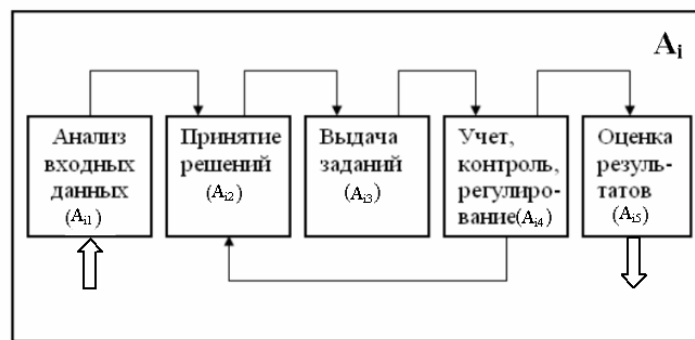 Aᵢ
Анализ
входных
данных
(Aᵢ₁)
Принятие
решений
(Aᵢ₂)
Выдача
заданий
(Aᵢ₃)
Учет,
контроль,
регулиро-
вание(Aᵢ₄)
Оценка
резуль-
татов
(Aᵢ₅)